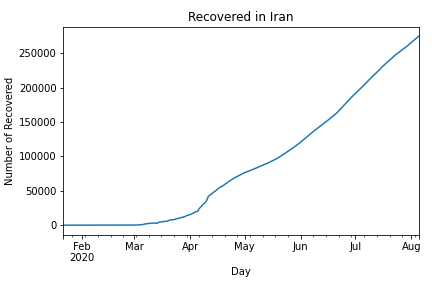 Recovered in Iran
Number of Recovered
250000
200000
150000
100000
50000
0
Feb Mar Apr May Jun Jul Aug
2020
Day